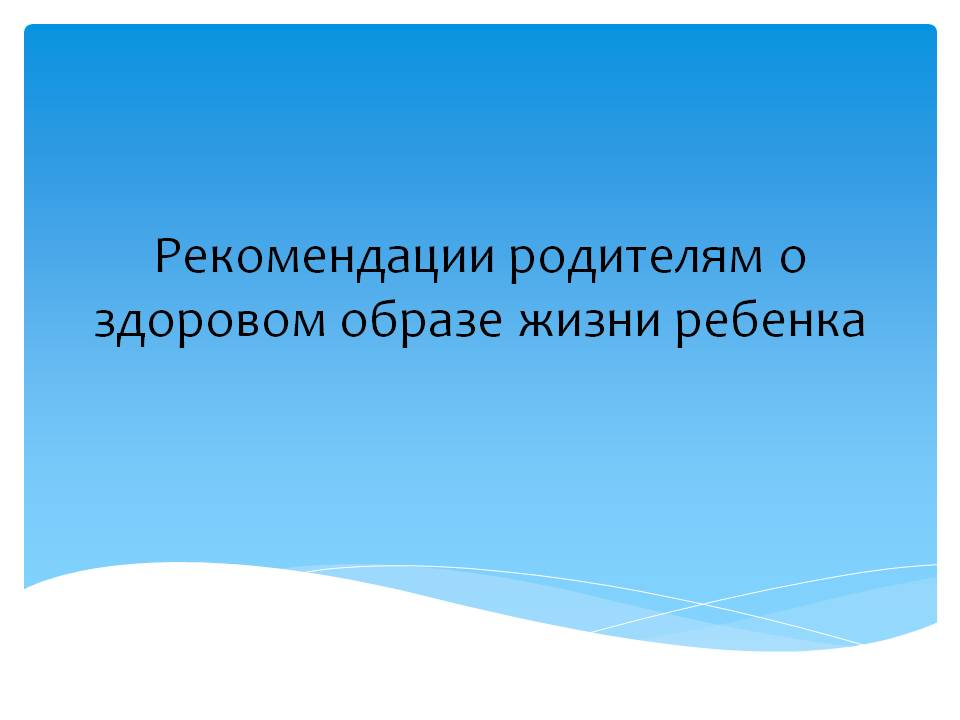 Рекомендации родителям о
здоровом образе жизни ребенка